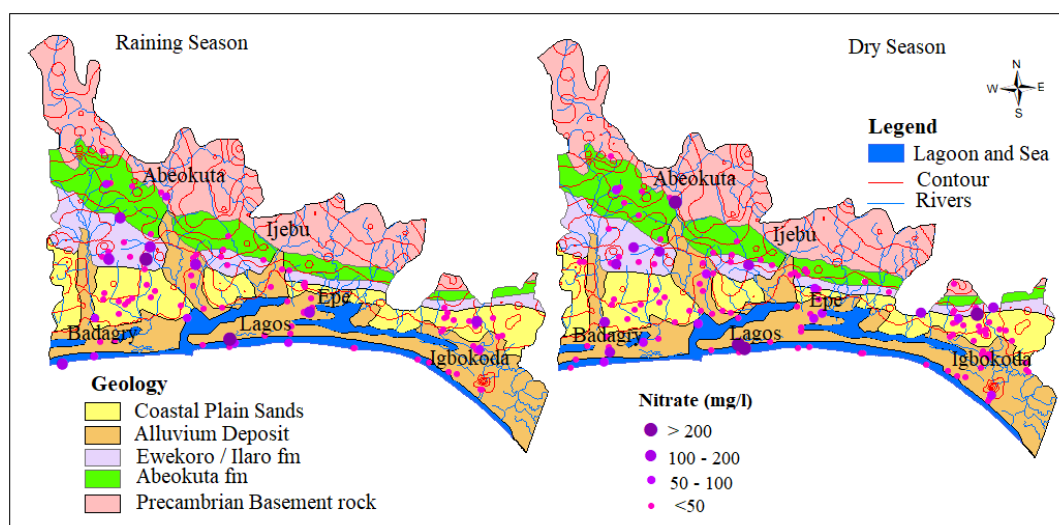 Raining Season
Abeokuta
Ijebu
Epe
Lagos
Badagry
Igbokoda
Geology
Coastal Plain Sands
Alluvium Deposit
Ewekoro / Ilaro fm
Abeokuta fm
Precambrian Basement rock
Dry Season
N
W E
S
Legend
Lagoon and Sea
Contour
Rivers
Abeokuta
Ijebu
Epe
Lagos
Badagry
Igbokoda
Nitrate (mg/l)
> 200
100 - 200
50 - 100
<50